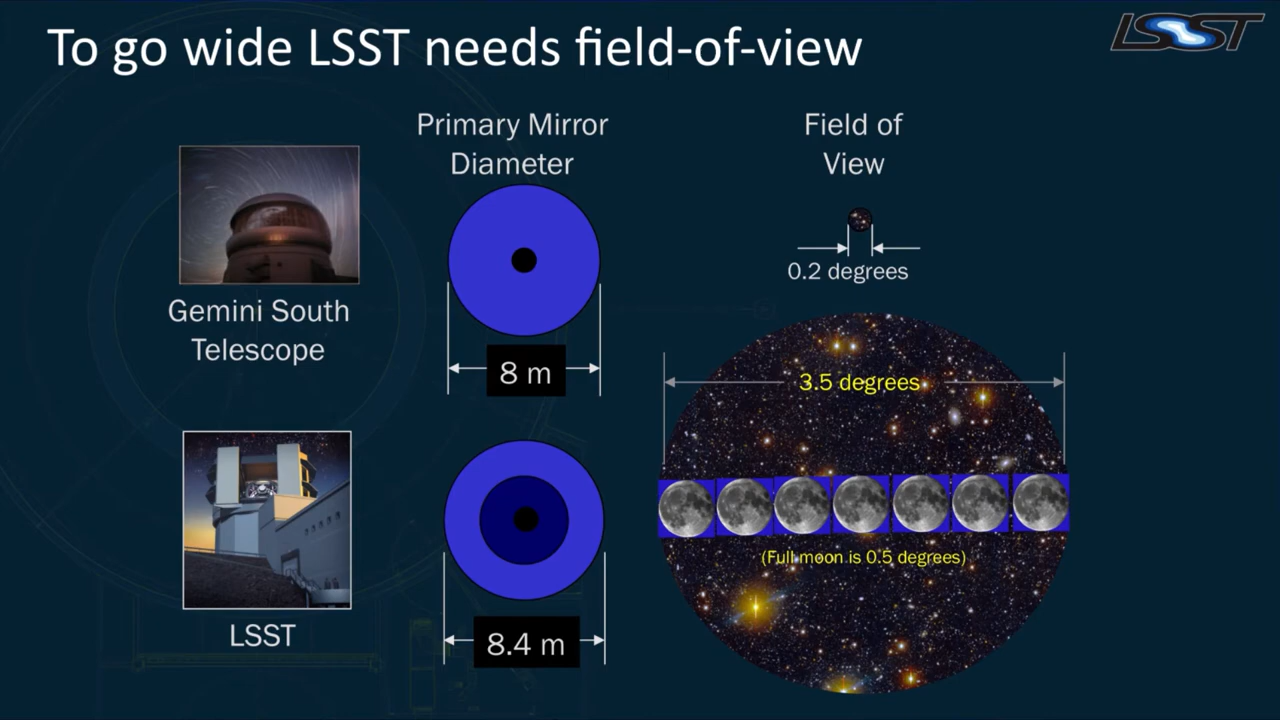 To go wide LSST needs field-of-view
LSST
Primary Mirror
Diameter
Field of
View
0.2 degrees
Gemini South
Telescope
8 m
3.5 degrees
(Full moon is 0.5 degrees)
LSST
8.4 m